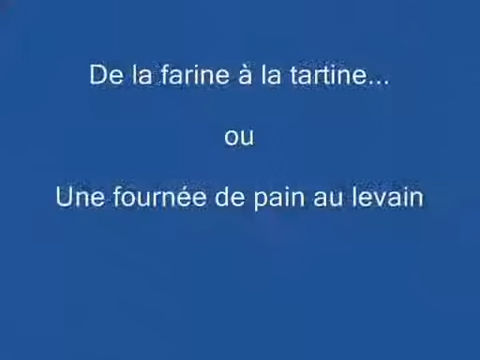 De la farine à la tartine...
ou
Une fournée de pain au levain